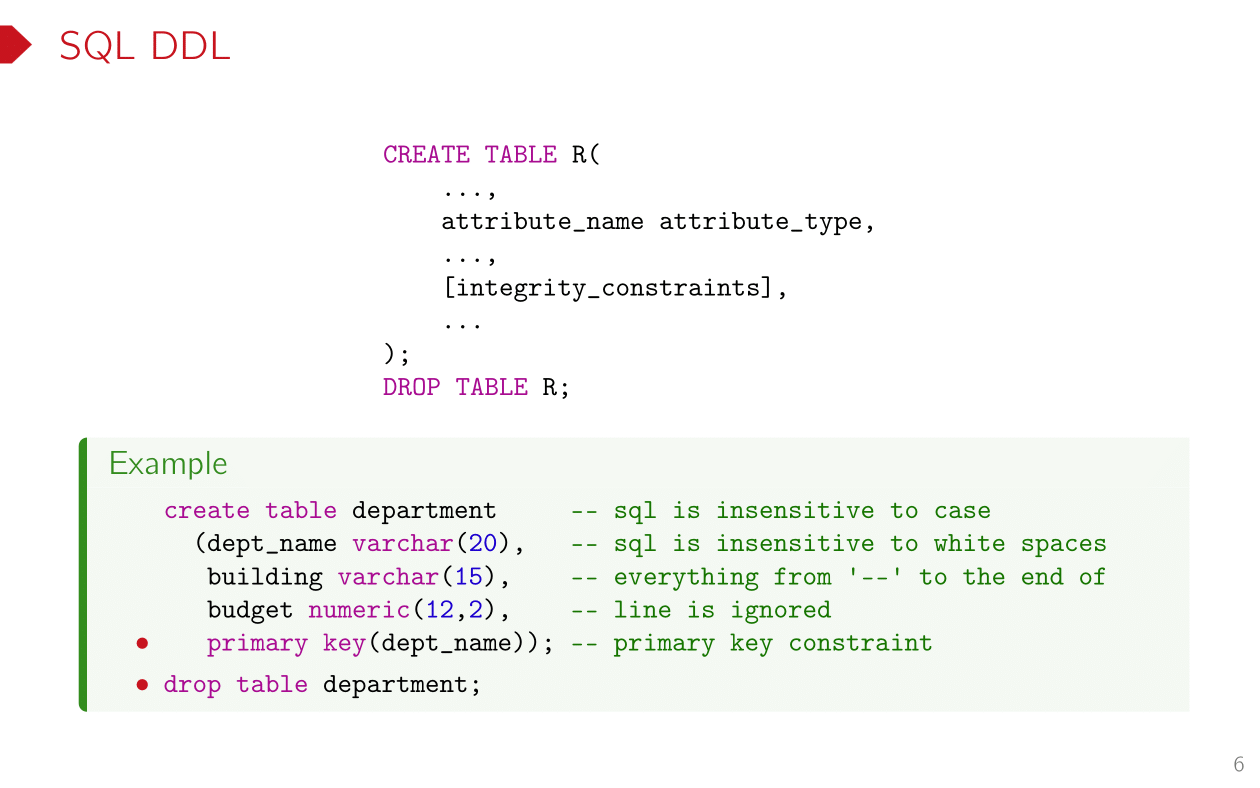 SQL DDL
CREATE TABLE R(
    ...,
    attribute_name attribute_type,
    ...,
    [integrity_constraints],
    ...
);
DROP TABLE R;
Example
create table department     -- sql is insensitive to case
  (dept_name varchar(20),   -- sql is insensitive to white spaces
   building varchar(15),    -- everything from '--' to the end of
   budget numeric(12,2),    -- line is ignored
•   primary key(dept_name)); -- primary key constraint
• drop table department;
6